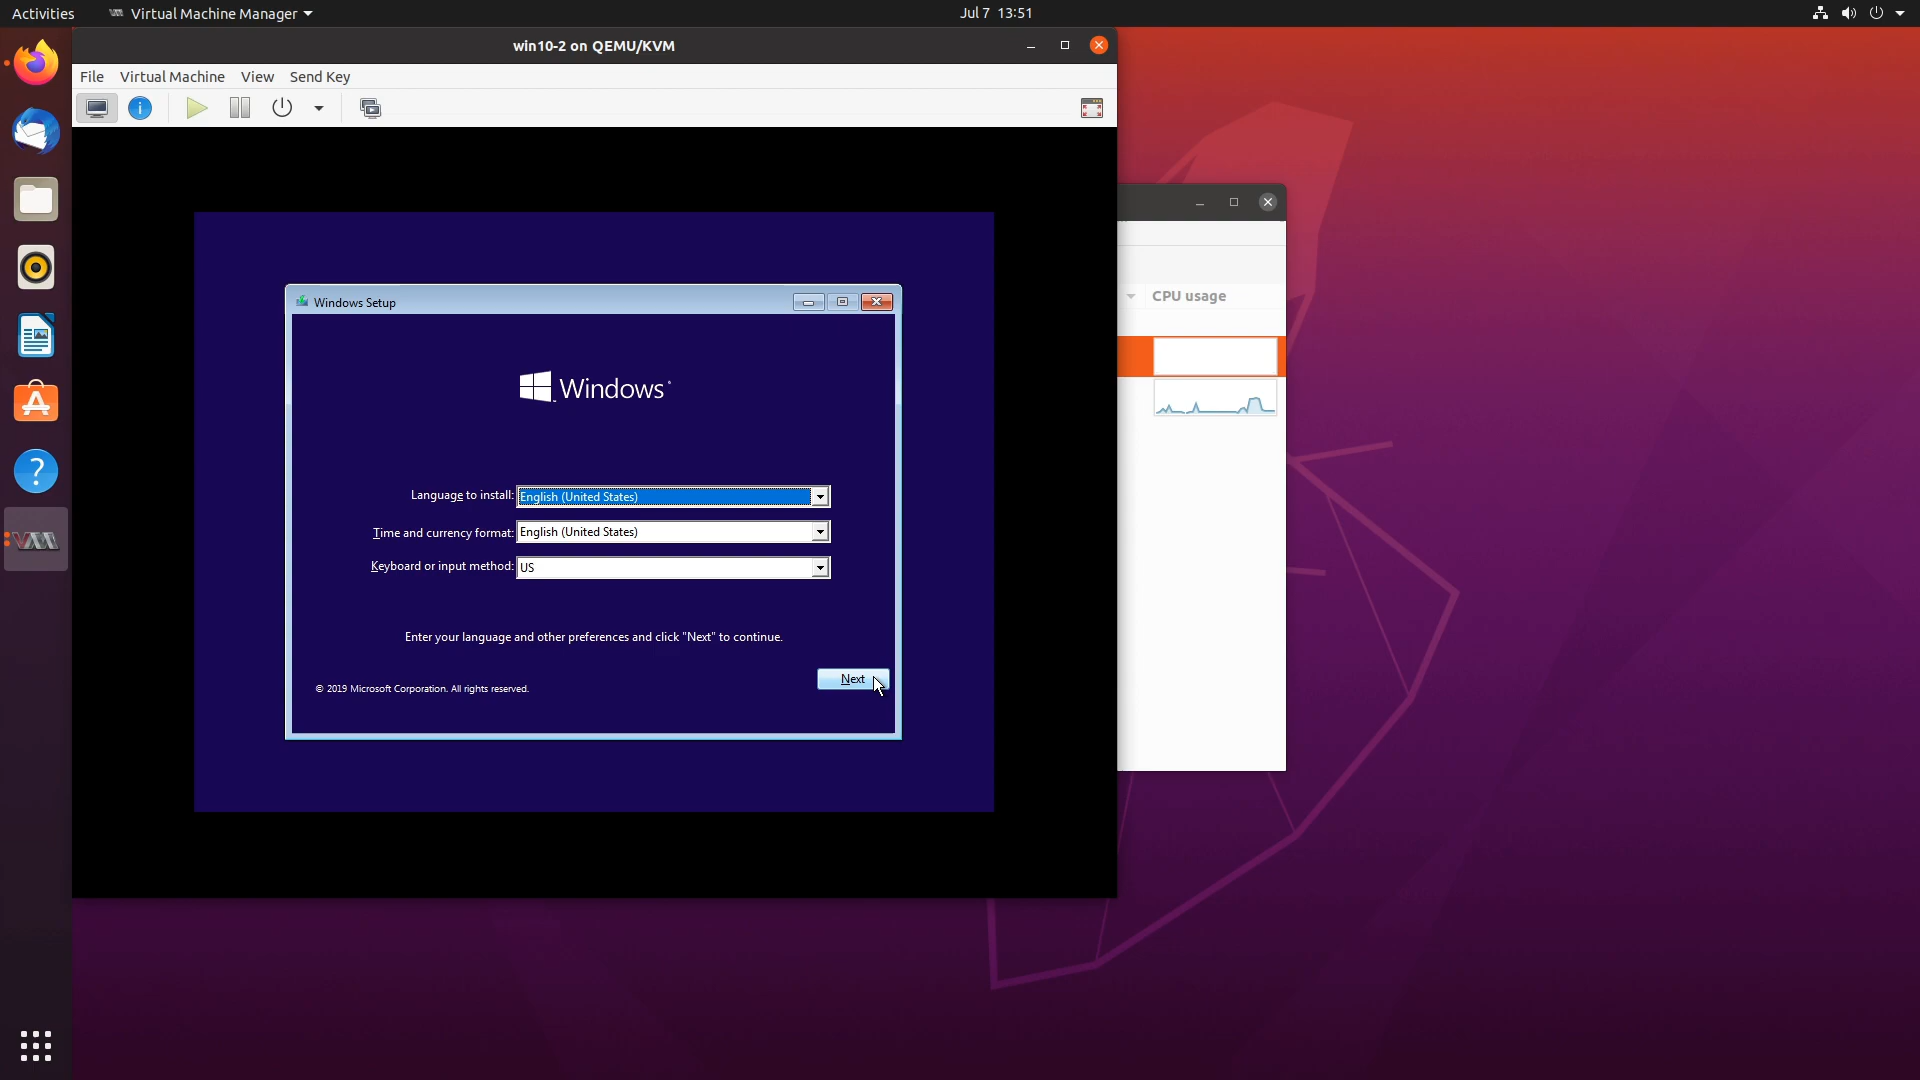 Activities
Virtual Machine Manager
Jul 7 13:51
win10-2 on QEMU/KVM
File Virtual Machine View Send Key
CPU usage
Windows Setup
Windows
Language to install: English (United States)
Time and currency format: English (United States)
Keyboard or input method: US
Enter your language and other preferences and click "Next" to continue.
Next
© 2019 Microsoft Corporation. All rights reserved.